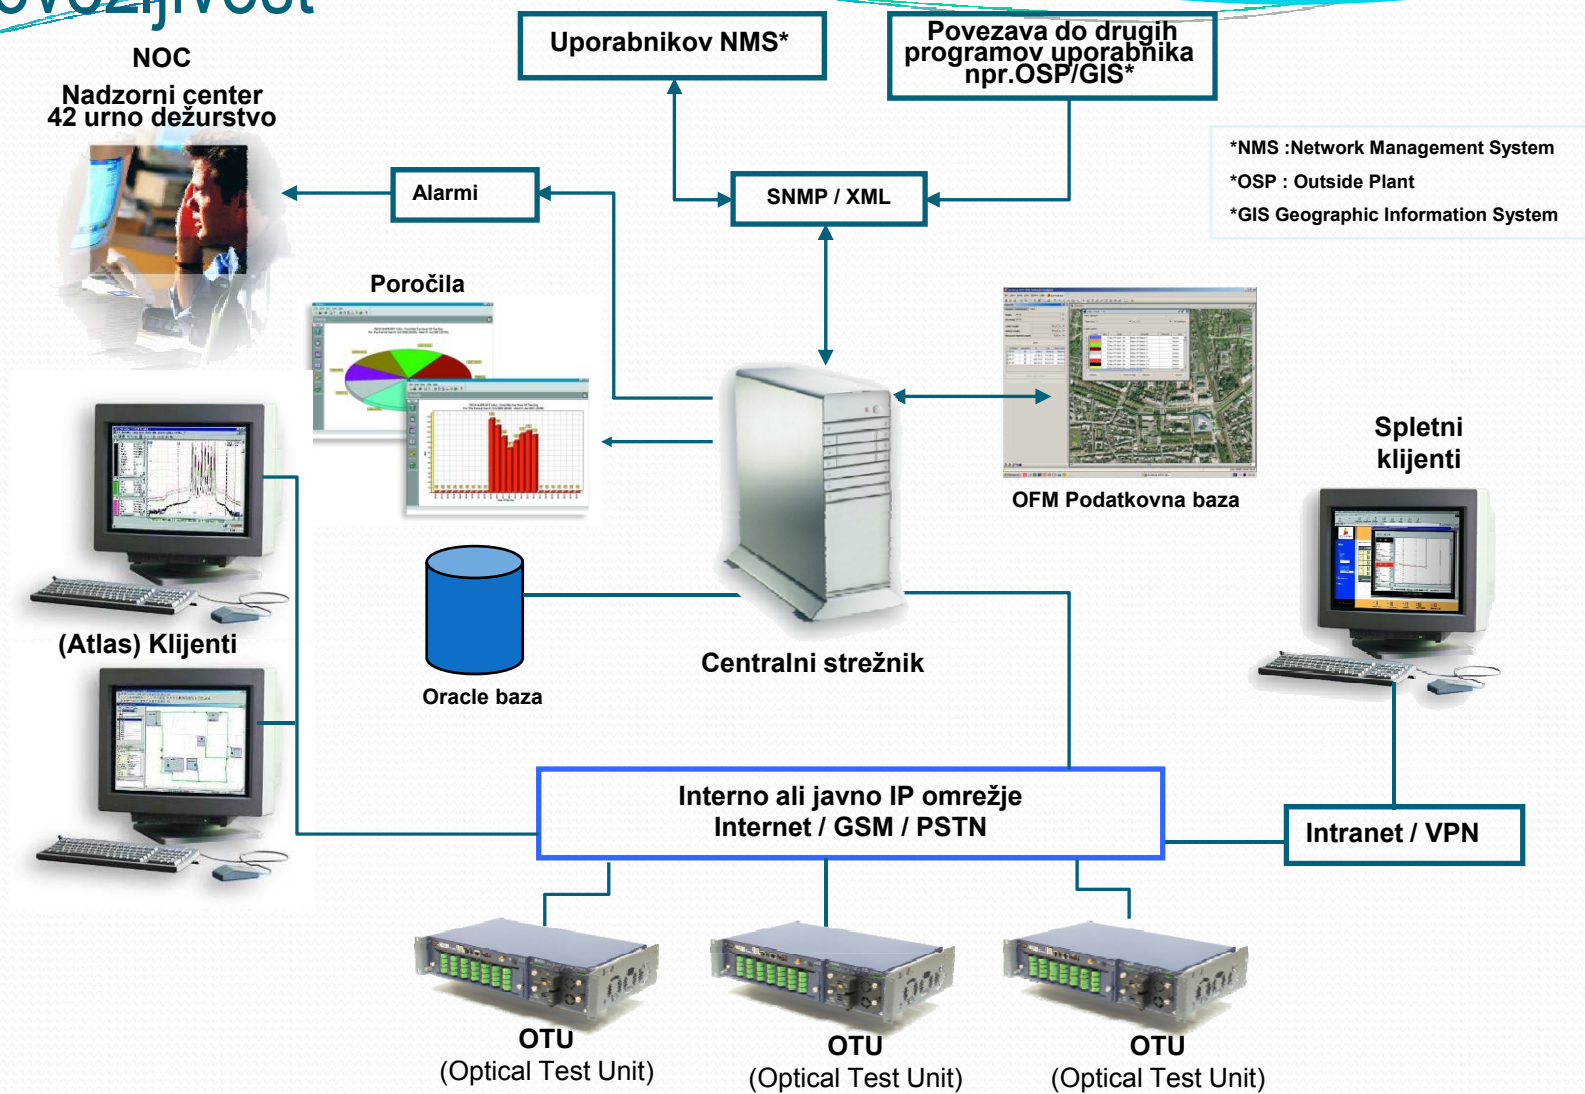 NOC
Nadzorni center
42 urno dežurstvo
Uporabnikov NMS*
Povezava do drugih
programov uporabnika
npr.OSP/GIS*
*NMS :Network Management System
*OSP : Outside Plant
*GIS Geographic Information System
Alarmi
SNMP / XML
Poročila
OFM Podatkovna baza
Spletni
klijenti
(Atlas) Klijenti
Oracle baza
Centralni strežnik
Interno ali javno IP omrežje
Internet / GSM / PSTN
Intranet / VPN
OTU
(Optical Test Unit)
OTU
(Optical Test Unit)
OTU
(Optical Test Unit)